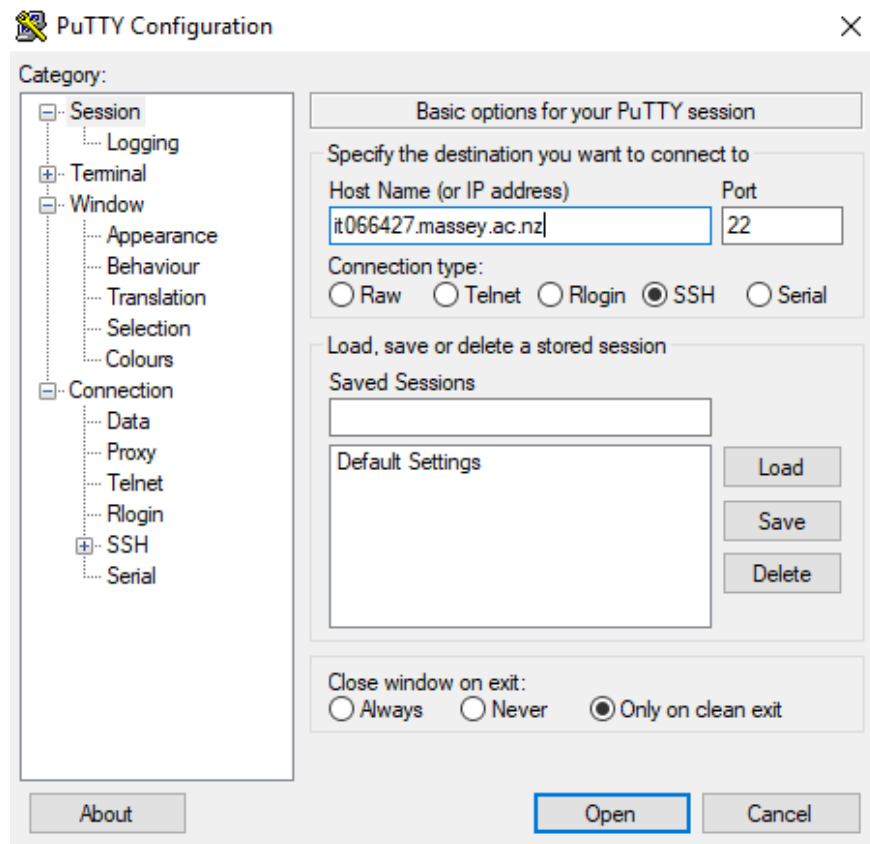 PuTTY Configuration
Category:
Session
Logging
Terminal
Window
Appearance
Behaviour
Translation
Selection
Colours
Connection
Data
Proxy
Telnet
Rlogin
SSH
Serial
Basic options for your PuTTY session
Specify the destination you want to connect to
Host Name (or IP address) Port
it066427.massey.ac.nz 22
Connection type:
Raw Telnet Rlogin SSH Serial
Load, save or delete a stored session
Saved Sessions
Default Settings
Load
Save
Delete
Close window on exit:
Always Never Only on clean exit
About Open Cancel